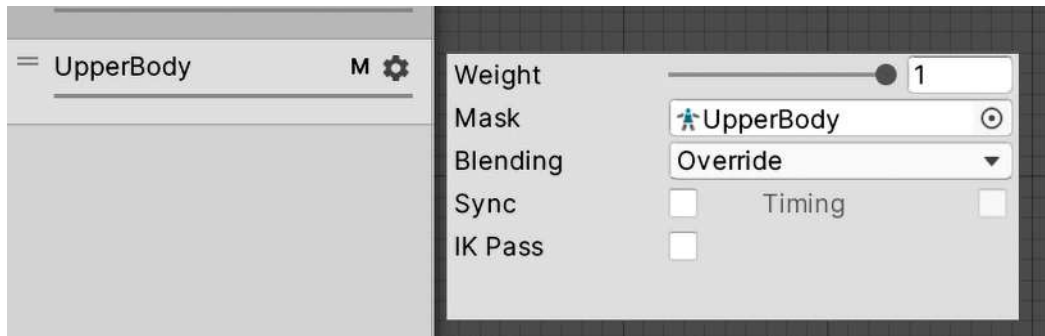 UpperBody M
Weight 1
Mask UpperBody
Blending Override
Sync Timing
IK Pass